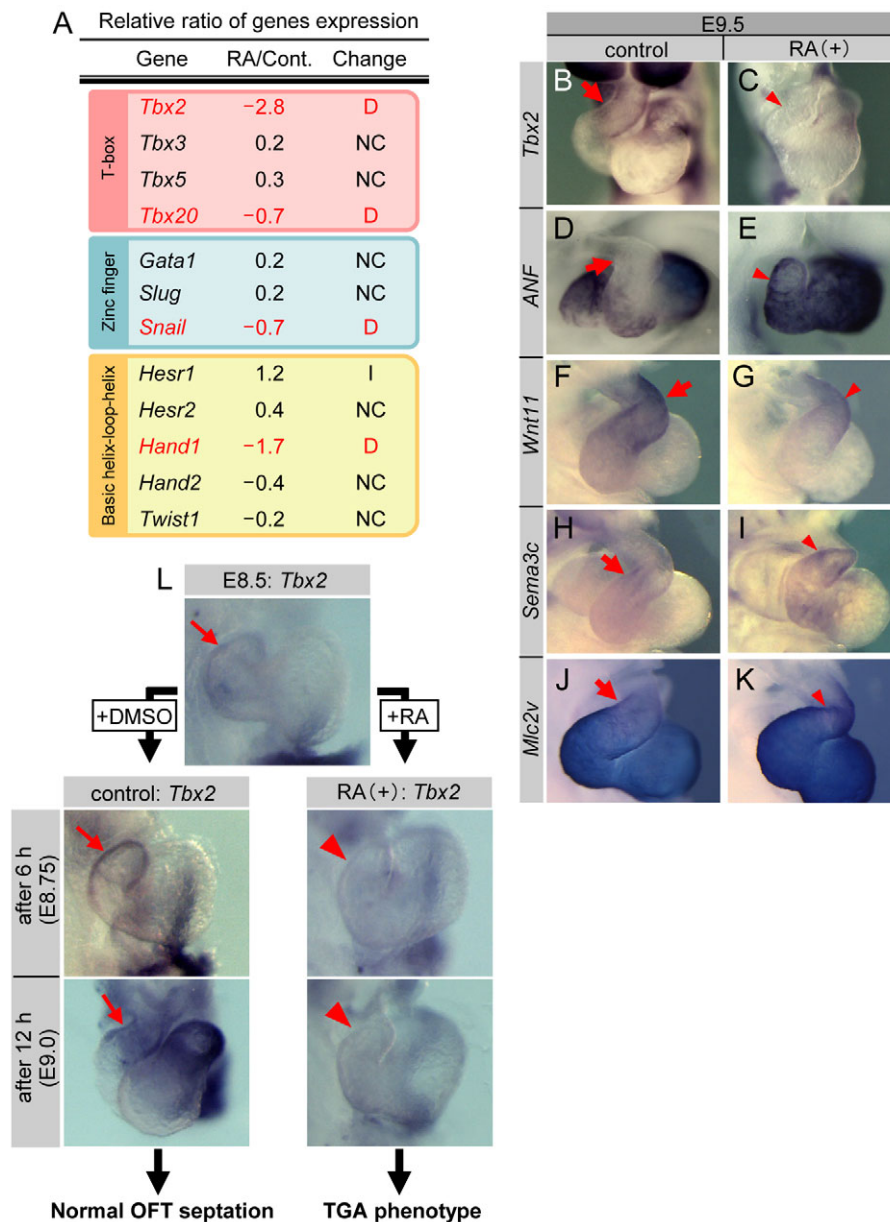 A
Relative ratio of genes expression
Gene RA/Cont. Change
T-box
Tbx2 −2.8 D
Tbx3 0.2 NC
Tbx5 0.3 NC
Tbx20 −0.7 D
Zinc finger
Gata1 0.2 NC
Slug 0.2 NC
Snail −0.7 D
Basic helix-loop-helix
Hesr1 1.2 I
Hesr2 0.4 NC
Hand1 −1.7 D
Hand2 −0.4 NC
Twist1 −0.2 NC
E9.5
control RA(+)
Tbx2
B C
ANF
D E
Wnt11
F G
Sema3c
H I
Mlc2v
J K
L
E8.5: Tbx2
+DMSO +RA
control: Tbx2 RA(+): Tbx2
after 6 h
(E8.75)
after 12 h
(E9.0)
Normal OFT septation TGA phenotype